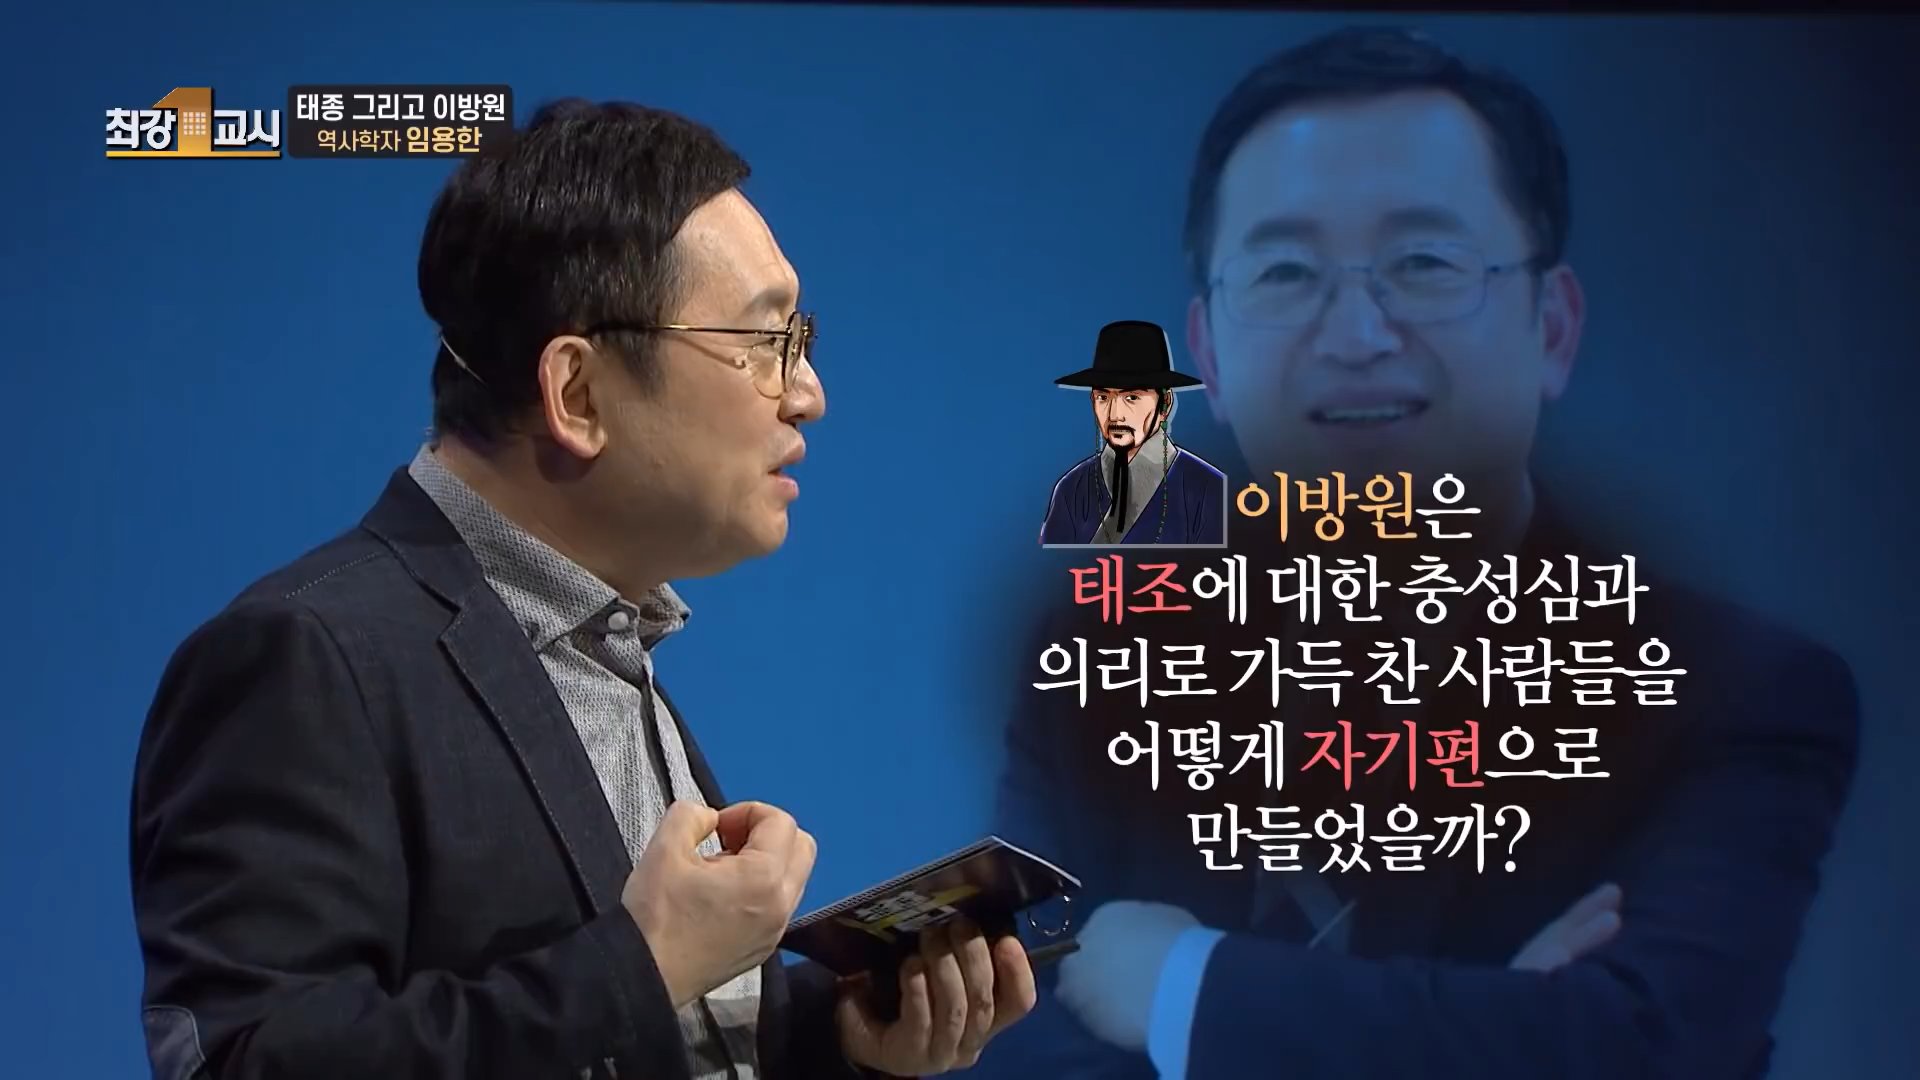 최강1교시
태종 그리고 이방원
역사학자 임용한
이방원은
태조에 대한 충성심과
의리로 가득 찬 사람들을
어떻게 자기편으로
만들었을까?